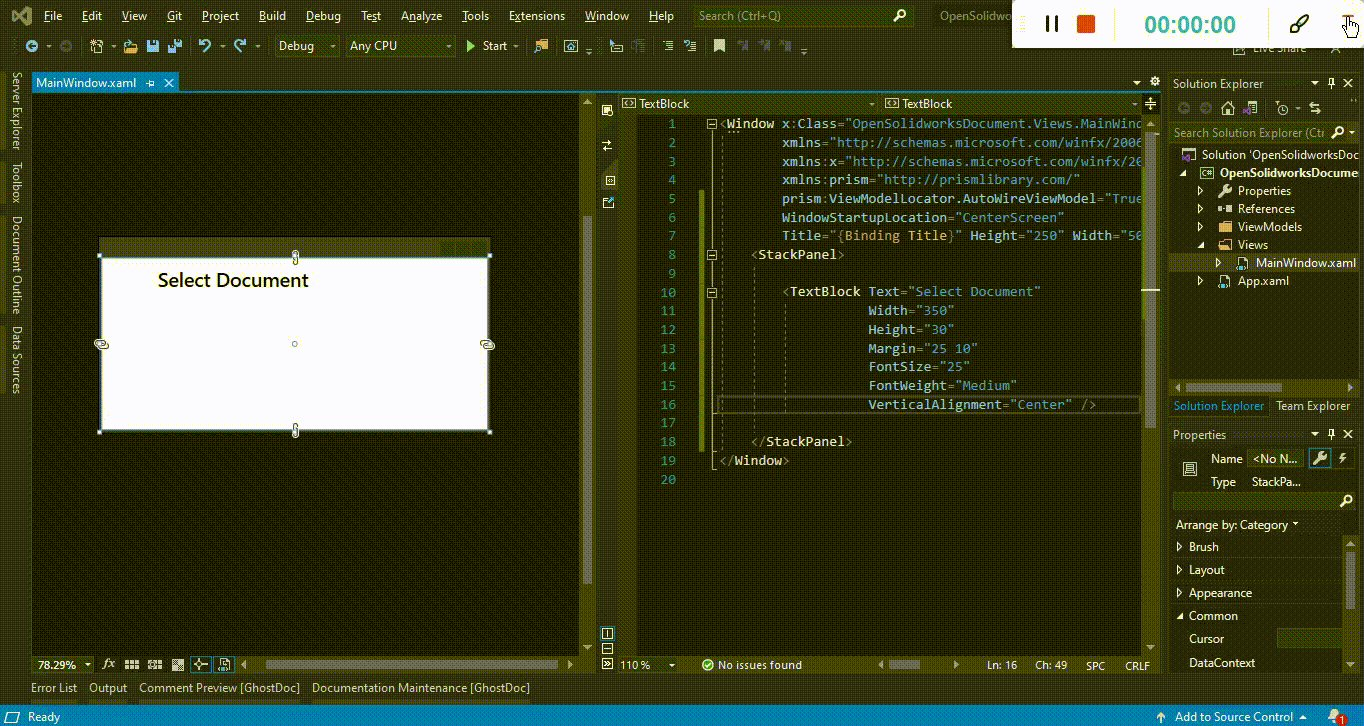 File Edit View Git Project Build Debug Test Analyze Tools Extensions Window Help Search (Ctrl+Q) OpenSolidwo
00:00:00
Debug Any CPU Start Live Share
Server Explorer
Toolbox
Document Outline
Data Sources
MainWindow.xaml
Select Document
TextBlock TextBlock
1 <Window x:Class="OpenSolidworksDocument.Views.MainWind
2 xmlns="http://schemas.microsoft.com/winfx/2006
3 xmlns:x="http://schemas.microsoft.com/winfx/20
4 xmlns:prism="http://prismlibrary.com/"
5 prism:ViewModelLocator.AutoWireViewModel="True
6 WindowStartupLocation="CenterScreen"
7 Title="{Binding Title}" Height="250" Width="50
8 <StackPanel>
9
10 <TextBlock Text="Select Document"
11 Width="350"
12 Height="30"
13 Margin="25 10"
14 FontSize="25"
15 FontWeight="Medium"
16 VerticalAlignment="Center" />
17
18 </StackPanel>
19 </Window>
20
78.29%
110 % No issues found Ln: 16 Ch: 49 SPC CRLF
Solution Explorer
Search Solution Explorer (Ctr
Solution 'OpenSolidworksDoc
OpenSolidworksDocume
Properties
References
ViewModels
Views
MainWindow.xaml
App.xaml
Solution Explorer Team Explorer
Properties
Name <No N...
Type StackPa...
Arrange by: Category
Brush
Layout
Appearance
Common
Cursor
DataContext
Error List Output Comment Preview [GhostDoc] Documentation Maintenance [GhostDoc]
Ready Add to Source Control 1